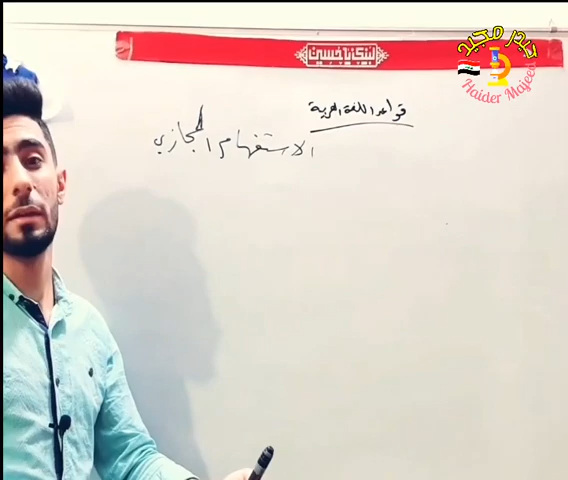 لبيك يا حسين
حيدر مجيد
Haider Majeed
قواعد اللغة العربية
الاستفهام المجازي